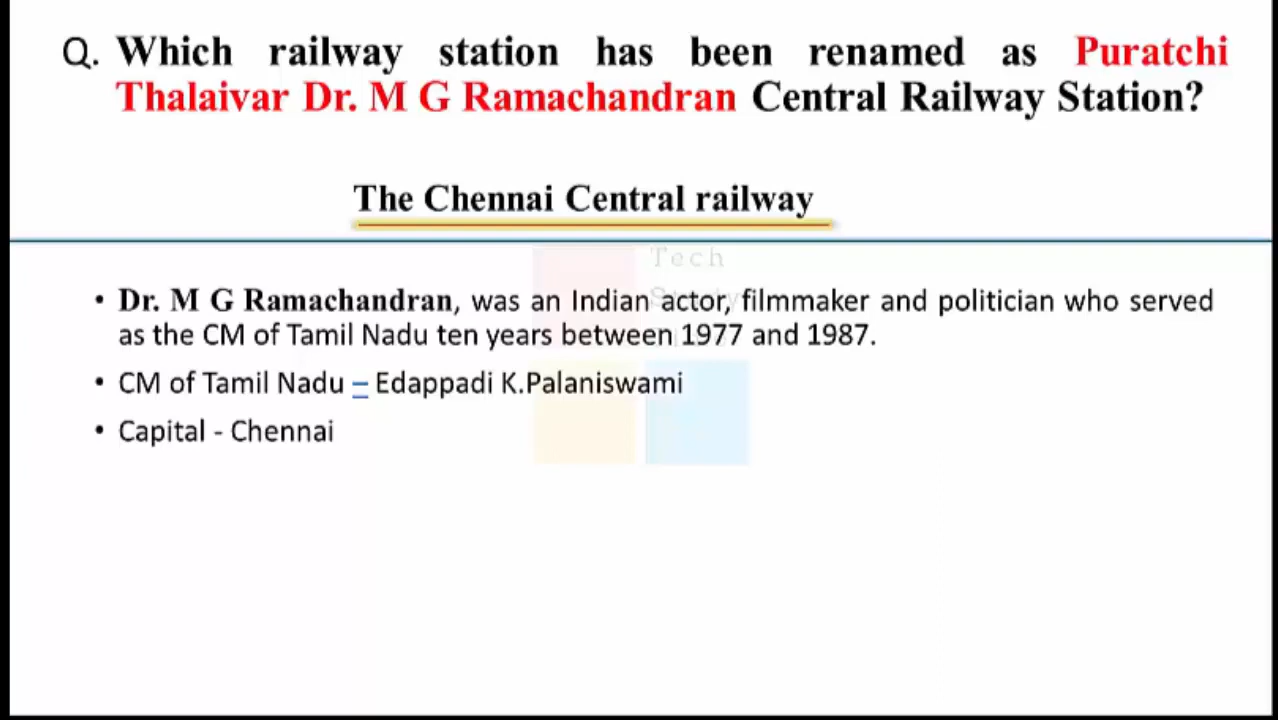 Q. Which railway station has been renamed as Puratchi
Thalaivar Dr. M G Ramachandran Central Railway Station?
The Chennai Central railway
Tech
• Dr. M G Ramachandran, was an Indian actor, filmmaker and politician who served
as the CM of Tamil Nadu ten years between 1977 and 1987.
• CM of Tamil Nadu – Edappadi K.Palaniswami
• Capital - Chennai